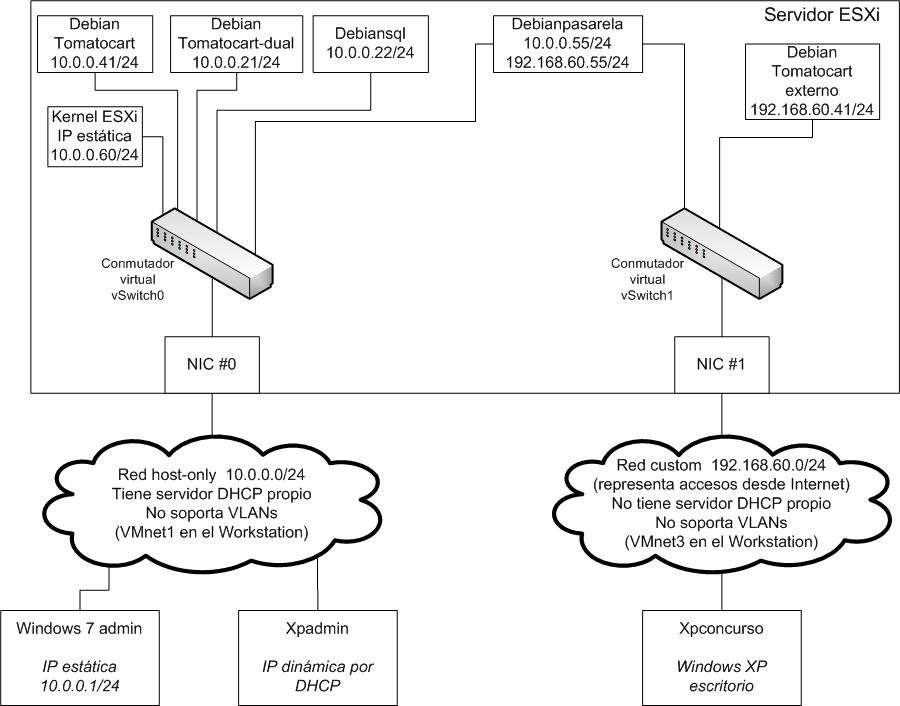 Servidor ESXi
Debian
Tomatocart
10.0.0.41/24
Debian
Tomatocart-dual
10.0.0.21/24
Debiansql
10.0.0.22/24
Debianpasarela
10.0.0.55/24
192.168.60.55/24
Debian
Tomatocart
externo
192.168.60.41/24
Kernel ESXi
IP estática
10.0.0.60/24
Conmutador
virtual
vSwitch0
Conmutador
virtual
vSwitch1
NIC #0
NIC #1
Red host-only 10.0.0.0/24
Tiene servidor DHCP propio
No soporta VLANs
(VMnet1 en el Workstation)
Red custom 192.168.60.0/24
(representa accesos desde Internet)
No tiene servidor DHCP propio
No soporta VLANs
(VMnet3 en el Workstation)
Windows 7 admin
IP estática
10.0.0.1/24
Xpadmin
IP dinámica por
DHCP
Xpconcurso
Windows XP
escritorio